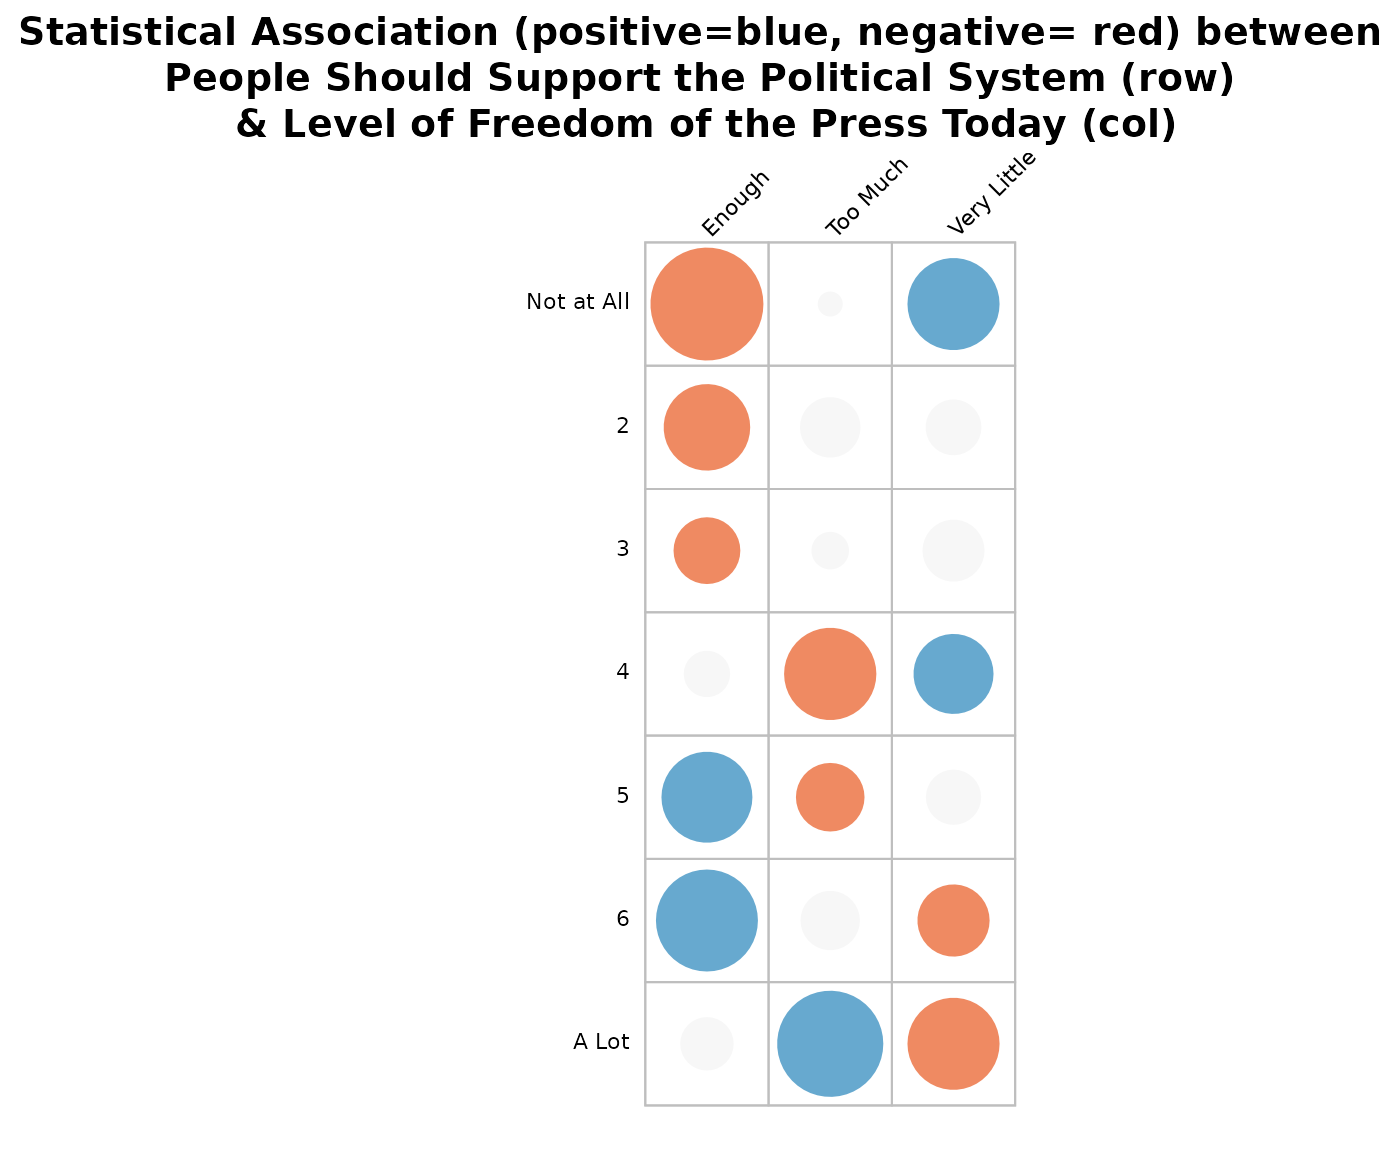 Statistical Association (positive=blue, negative= red) between
People Should Support the Political System (row)
& Level of Freedom of the Press Today (col)
Enough
Too Much
Very Little
Not at All
2
3
4
5
6
A Lot